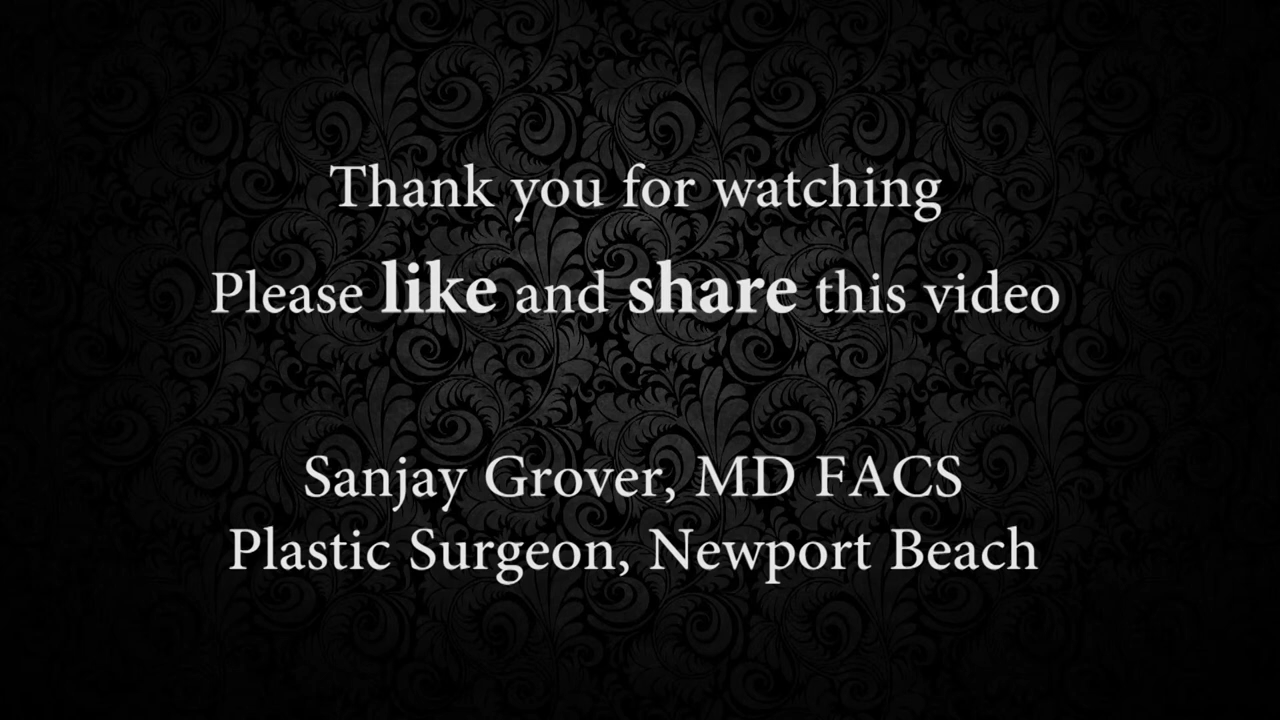 Thank you for watching
Please like and share this video
Sanjay Grover, MD FACS
Plastic Surgeon, Newport Beach